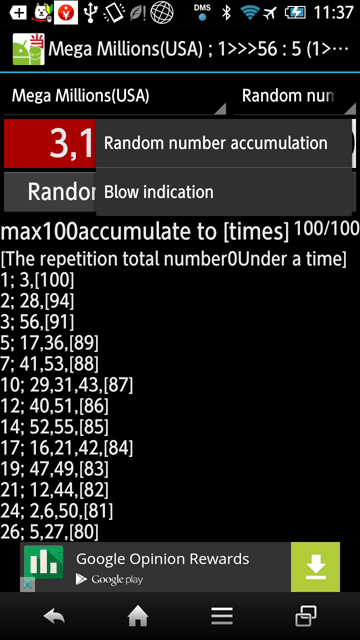 DMS
11:37
Mega Millions(USA) ; 1>>>56 : 5 (1>···
Mega Millions(USA)
Random num
3,1
Random number accumulation
Rando
Blow indication
max100accumulate to [times] 100/100
[The repetition total number0Under a time]
1; 3,[100]
2; 28,[94]
3; 56,[91]
5; 17,36,[89]
7; 41,53,[88]
10; 29,31,43,[87]
12; 40,51,[86]
14; 52,55,[85]
17; 16,21,42,[84]
19; 47,49,[83]
21; 12,44,[82]
24; 2,6,50,[81]
26; 5,27,[80]
Google Opinion Rewards
Google play